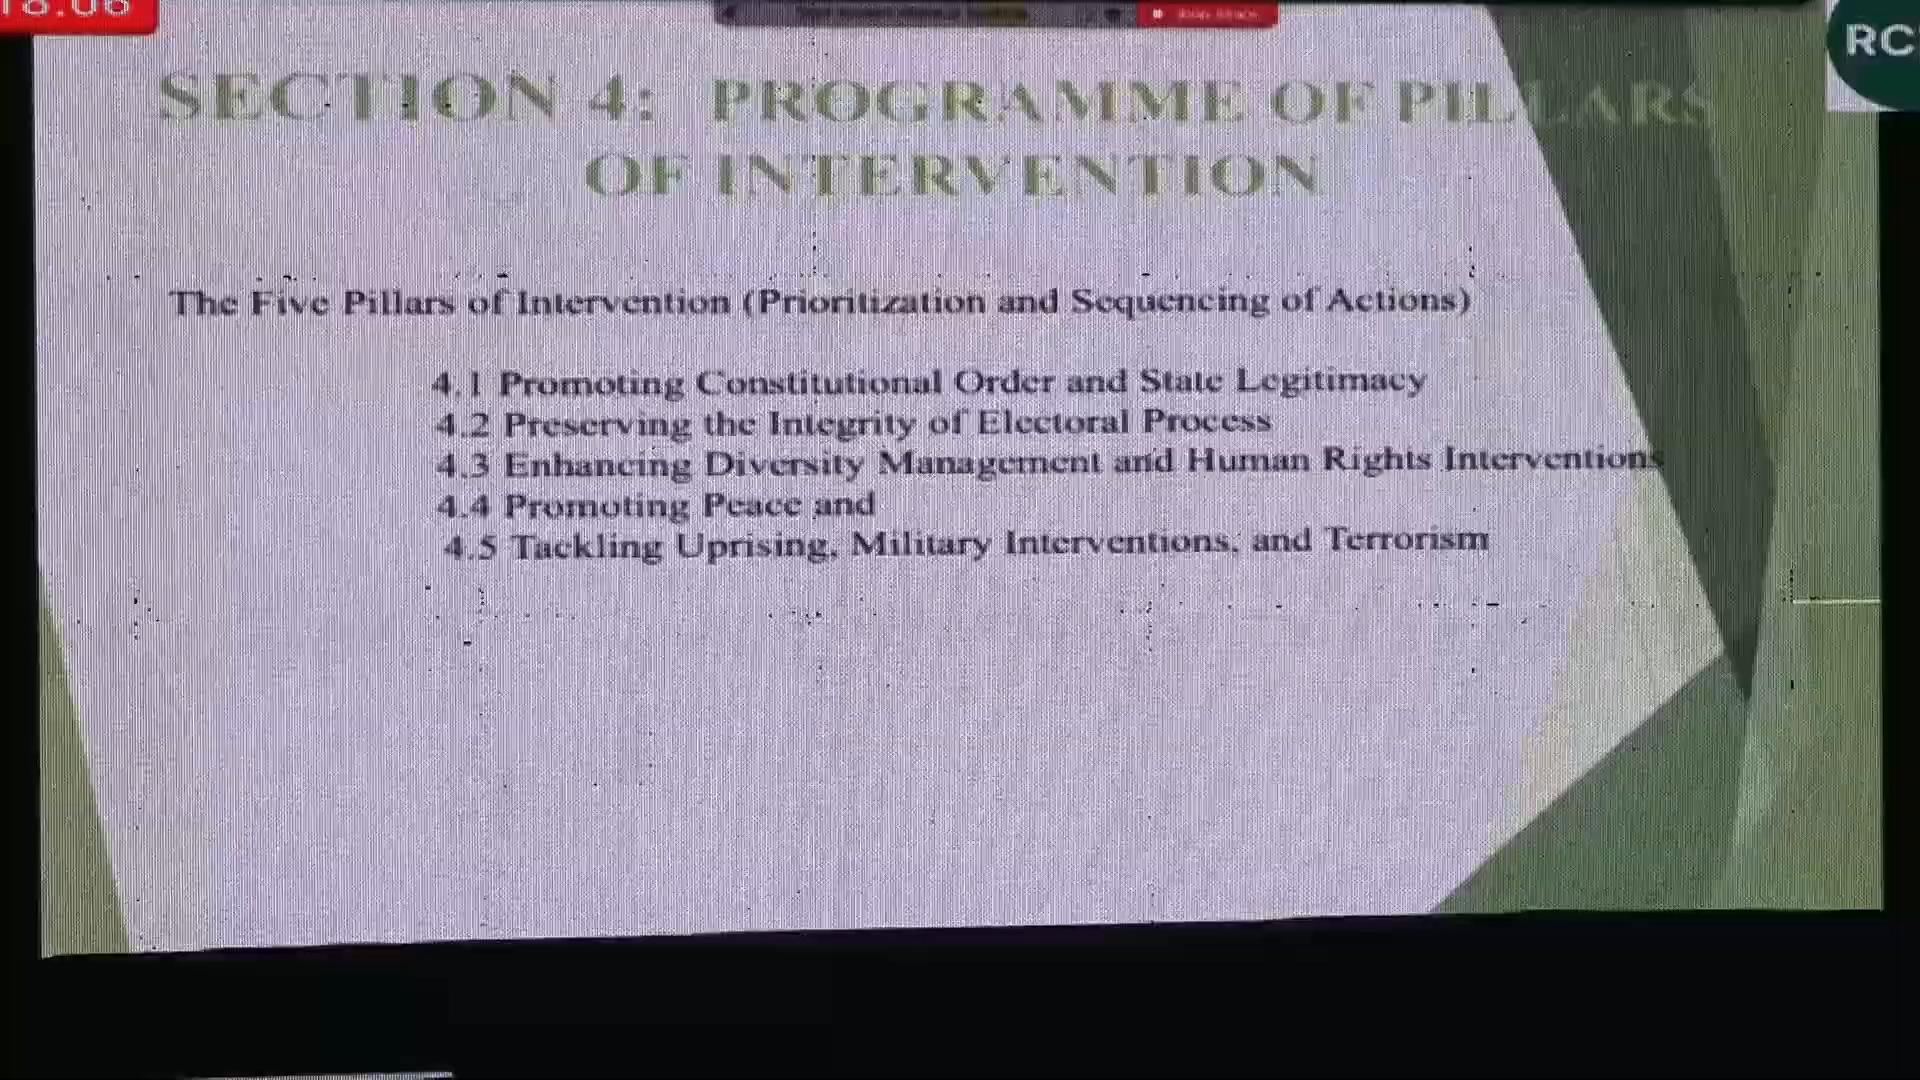 18:06
RC
SECTION 4: PROGRAMME OF PILLARS
OF INTERVENTION
The Five Pillars of Intervention (Prioritization and Sequencing of Actions)
4.1 Promoting Constitutional Order and State Legitimacy
4.2 Preserving the Integrity of Electoral Process
4.3 Enhancing Diversity Management and Human Rights Interventions
4.4 Promoting Peace and
4.5 Tackling Uprising, Military Interventions, and Terrorism